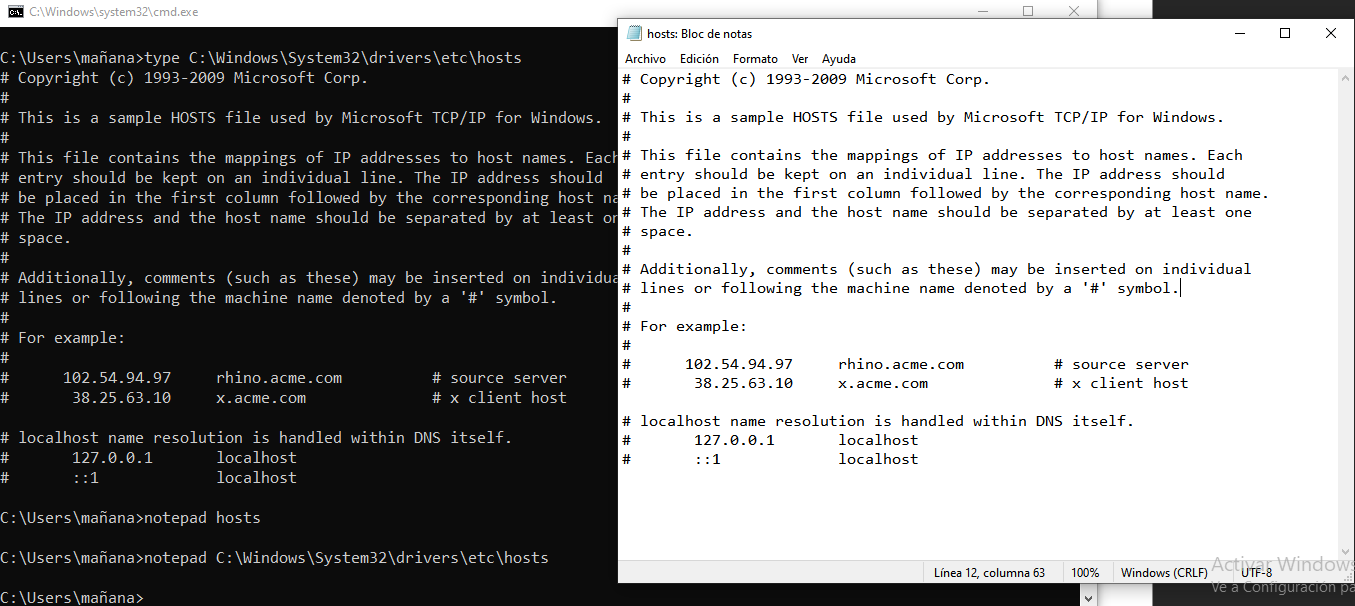 C:\Windows\system32\cmd.exe
C:\Users\mañana>type C:\Windows\System32\drivers\etc\hosts
# Copyright (c) 1993-2009 Microsoft Corp.
#
# This is a sample HOSTS file used by Microsoft TCP/IP for Windows.
#
# This file contains the mappings of IP addresses to host names. Each
# entry should be kept on an individual line. The IP address should
# be placed in the first column followed by the corresponding host na
# The IP address and the host name should be separated by at least on
# space.
#
# Additionally, comments (such as these) may be inserted on individua
# lines or following the machine name denoted by a '#' symbol.
#
# For example:
#
#      102.54.94.97     rhino.acme.com          # source server
#       38.25.63.10     x.acme.com              # x client host
# localhost name resolution is handled within DNS itself.
#       127.0.0.1       localhost
#       ::1             localhost
C:\Users\mañana>notepad hosts
C:\Users\mañana>notepad C:\Windows\System32\drivers\etc\hosts
C:\Users\mañana>
hosts: Bloc de notas
Archivo Edición Formato Ver Ayuda
# Copyright (c) 1993-2009 Microsoft Corp.
#
# This is a sample HOSTS file used by Microsoft TCP/IP for Windows.
#
# This file contains the mappings of IP addresses to host names. Each
# entry should be kept on an individual line. The IP address should
# be placed in the first column followed by the corresponding host name.
# The IP address and the host name should be separated by at least one
# space.
#
# Additionally, comments (such as these) may be inserted on individual
# lines or following the machine name denoted by a '#' symbol.
#
# For example:
#
#      102.54.94.97     rhino.acme.com          # source server
#       38.25.63.10     x.acme.com              # x client host
# localhost name resolution is handled within DNS itself.
#       127.0.0.1       localhost
#       ::1             localhost
Línea 12, columna 63 100% Windows (CRLF) UTF-8
Activar Windows
Ve a Configuración pa